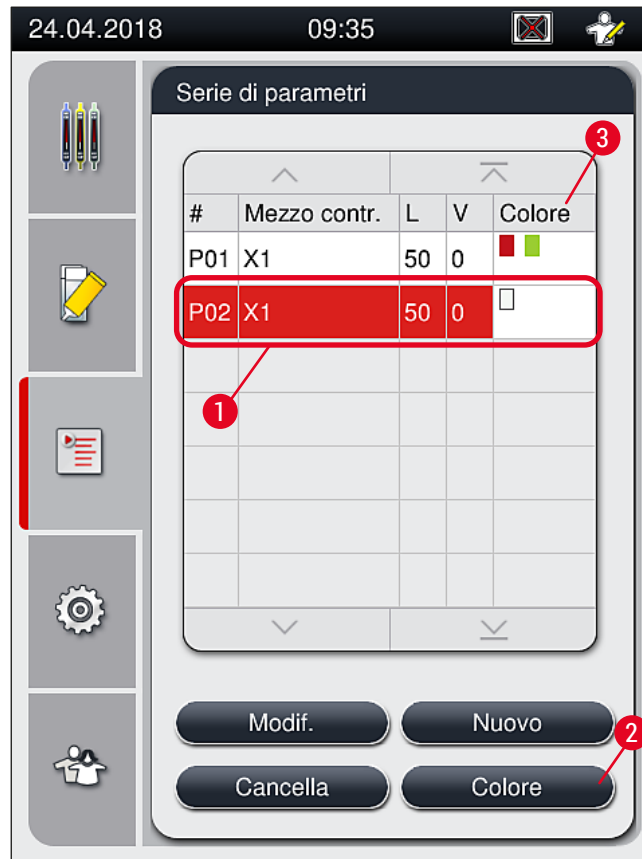 24.04.2018 09:35
Serie di parametri
3
# Mezzo contr. L V Colore
P01 X1 50 0
P02 X1 50 0
1
Modif. Nuovo
2
Cancella Colore